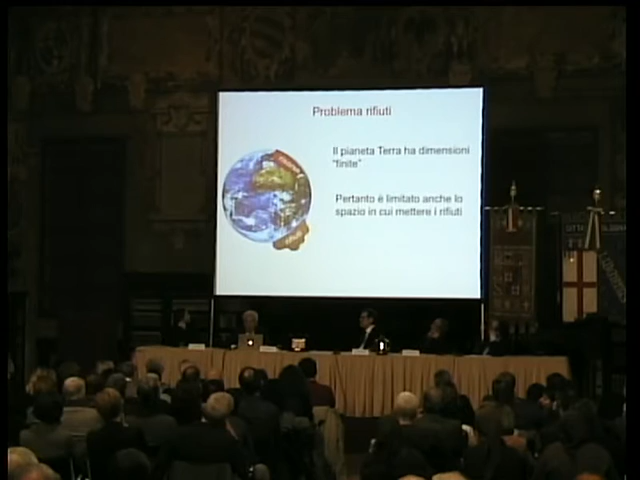 Problema rifiuti
Il pianeta Terra ha dimensioni
"finite"
Pertanto è limitato anche lo
spazio in cui mettere i rifiuti